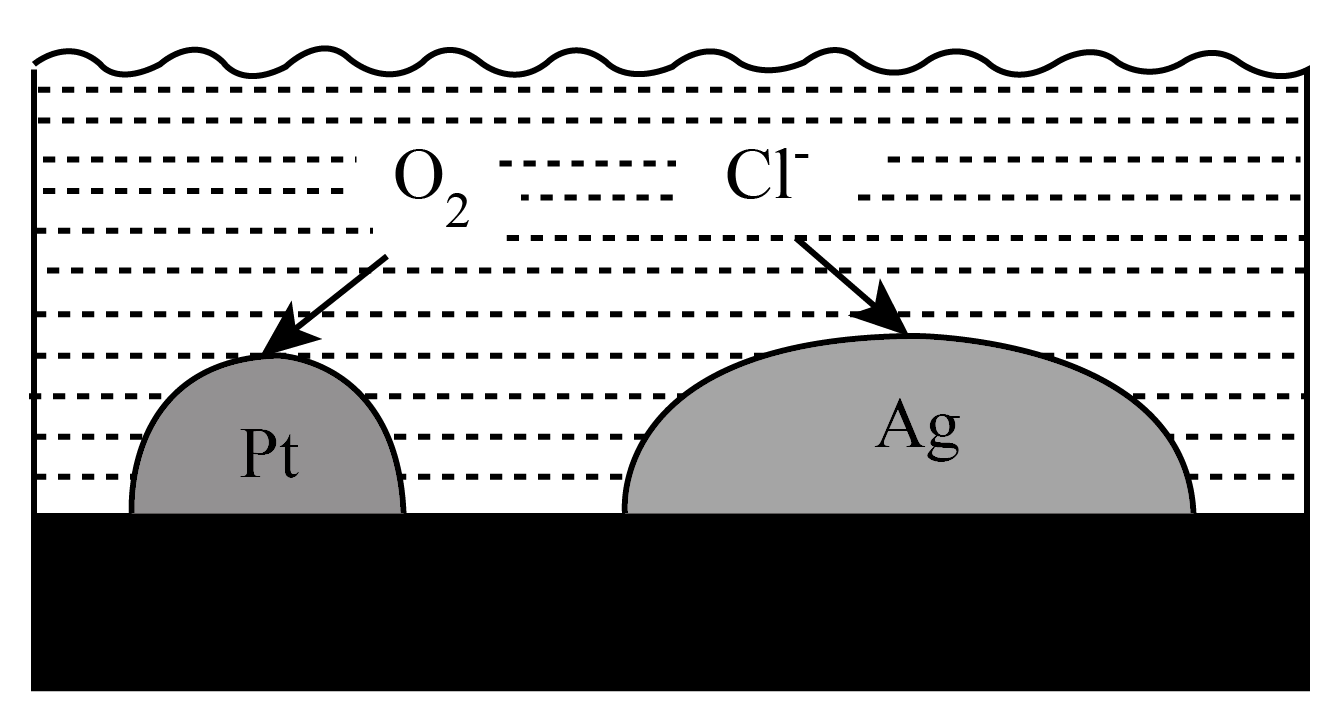 O₂ Cl⁻
Pt Ag